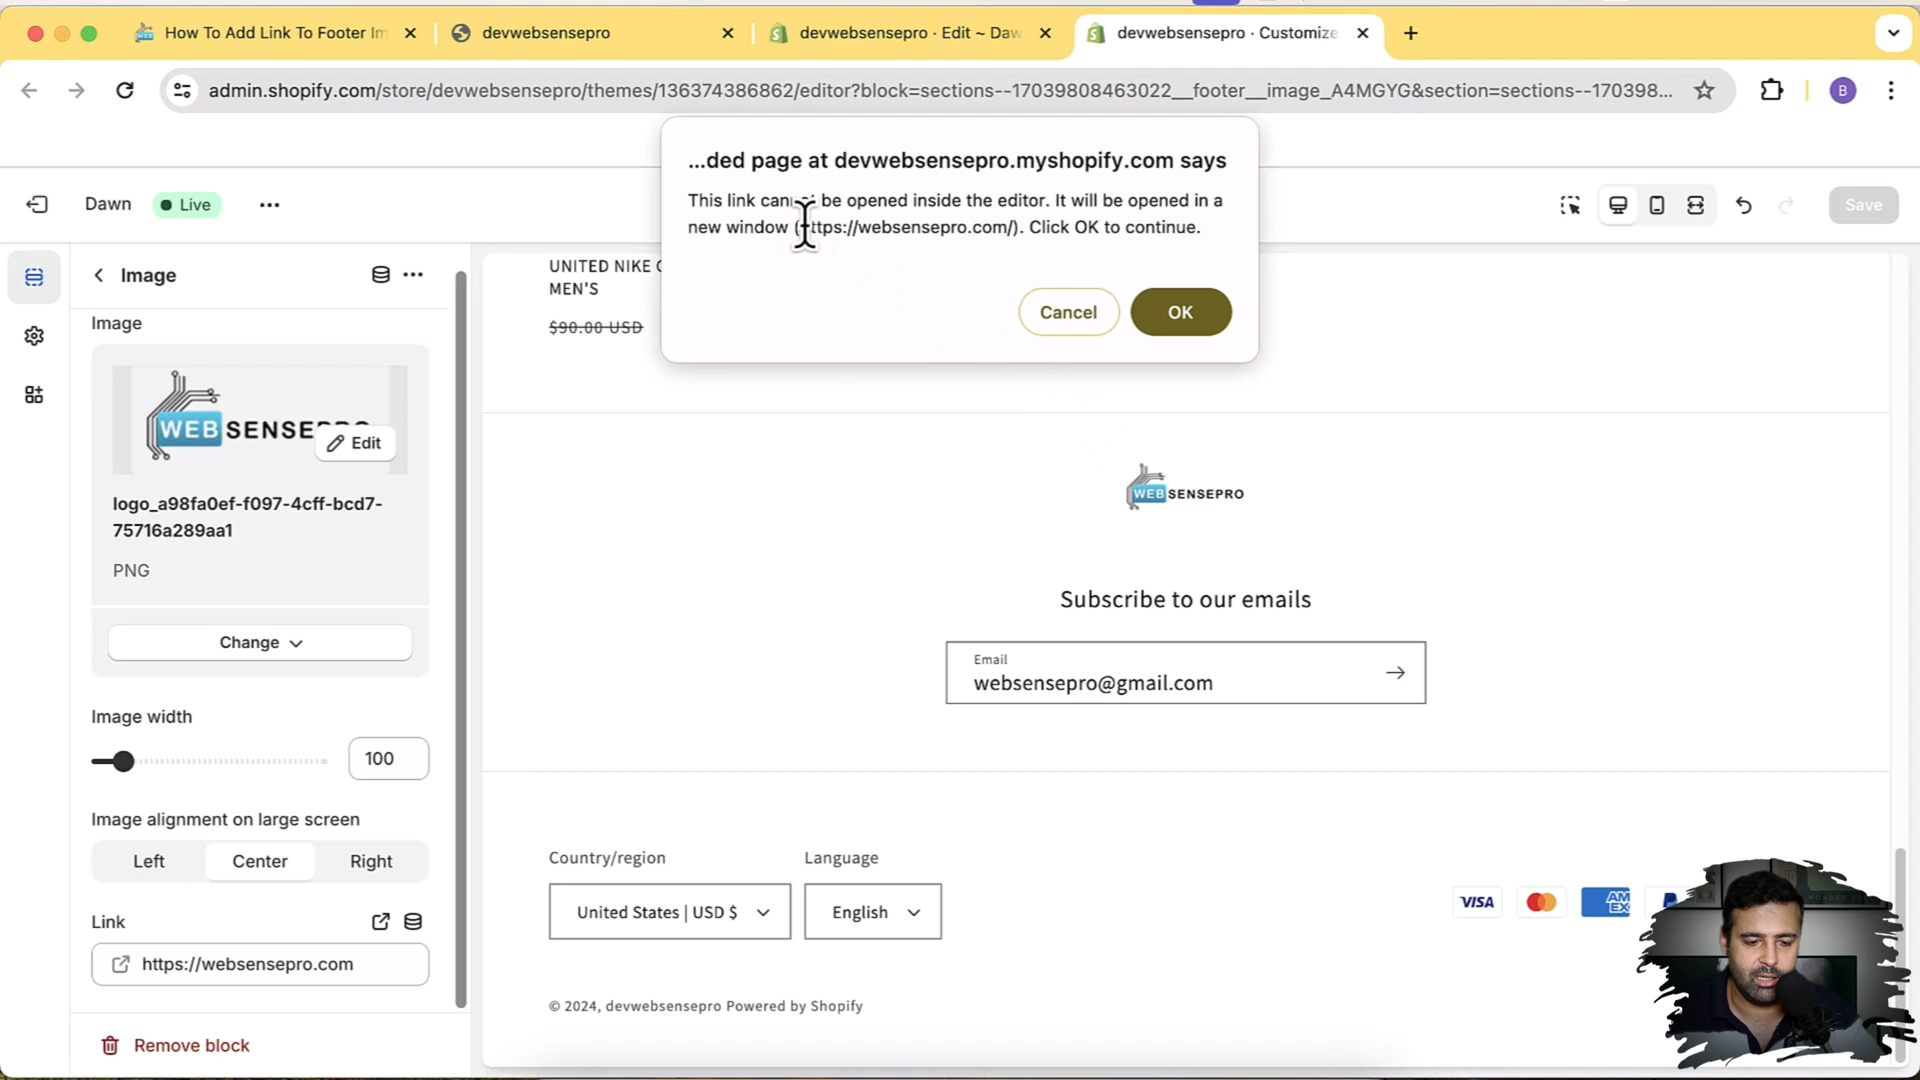 How To Add Link To Footer Im
devwebsensepro
devwebsensepro · Edit ~ Daw
devwebsensepro · Customize
admin.shopify.com/store/devwebsensepro/themes/136374386862/editor?block=sections--17039808463022__footer__image_A4MGYG&section=sections--170398...
B
...ded page at devwebsensepro.myshopify.com says
This link cannot be opened inside the editor. It will be opened in a
new window (https://websensepro.com/). Click OK to continue.
Cancel
OK
Dawn
Live
Save
Image
Image
WEB SENSEPRO
Edit
logo_a98fa0ef-f097-4cff-bcd7-
75716a289aa1
PNG
Change
Image width
100
Image alignment on large screen
Left
Center
Right
Link
https://websensepro.com
Remove block
UNITED NIKE
MEN'S
$90.00 USD
WEB SENSEPRO
Subscribe to our emails
Email
websensepro@gmail.com
Country/region
Language
United States | USD $
English
VISA
AM
EX
P
© 2024, devwebsensepro Powered by Shopify